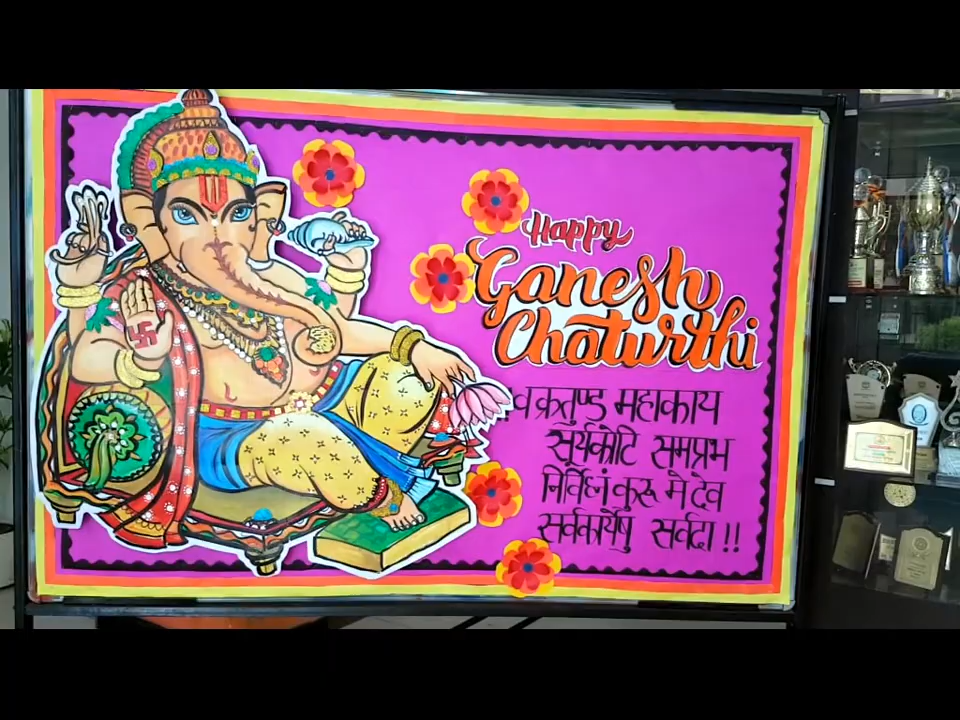 Happy
Ganesh
Chaturthi
वक्रतुण्ड महाकाय
सूर्यकोटि समप्रभ
निर्विघ्नं कुरू मे देव
सर्वकार्येषु सर्वदा !!